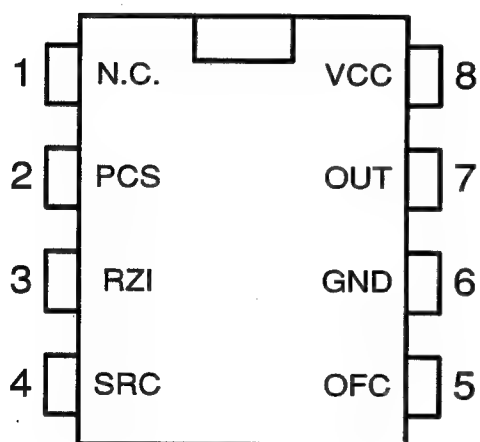 1 N.C. VCC 8
2 PCS OUT 7
3 RZI GND 6
4 SRC OFC 5